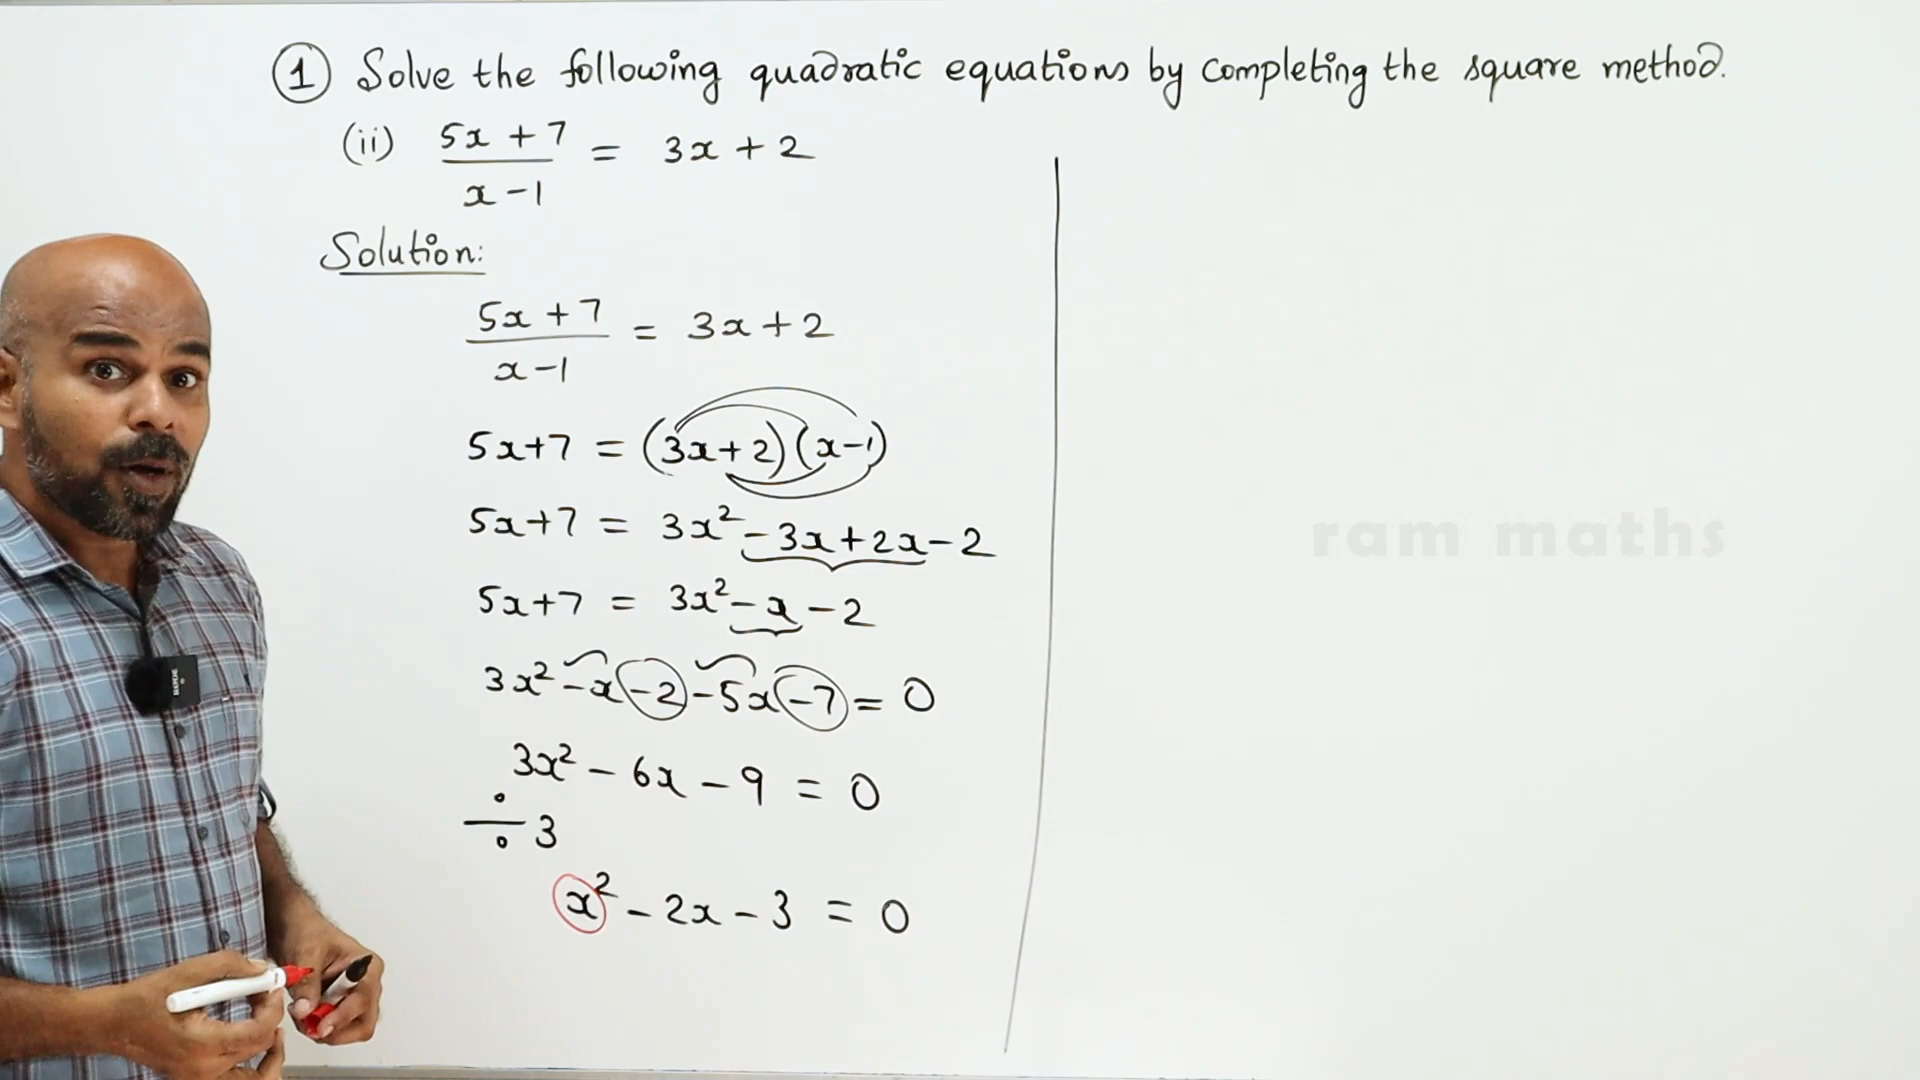 ① Solve the following quadratic equations by completing the square method.
(ii) (5x + 7)/(x - 1) = 3x + 2
Solution:
(5x + 7)/(x - 1) = 3x + 2
5x + 7 = (3x + 2)(x - 1)
5x + 7 = 3x² - 3x + 2x - 2
5x + 7 = 3x² - x - 2
3x² - x - 2 - 5x - 7 = 0
3x² - 6x - 9 = 0
÷ 3
x² - 2x - 3 = 0
ram maths